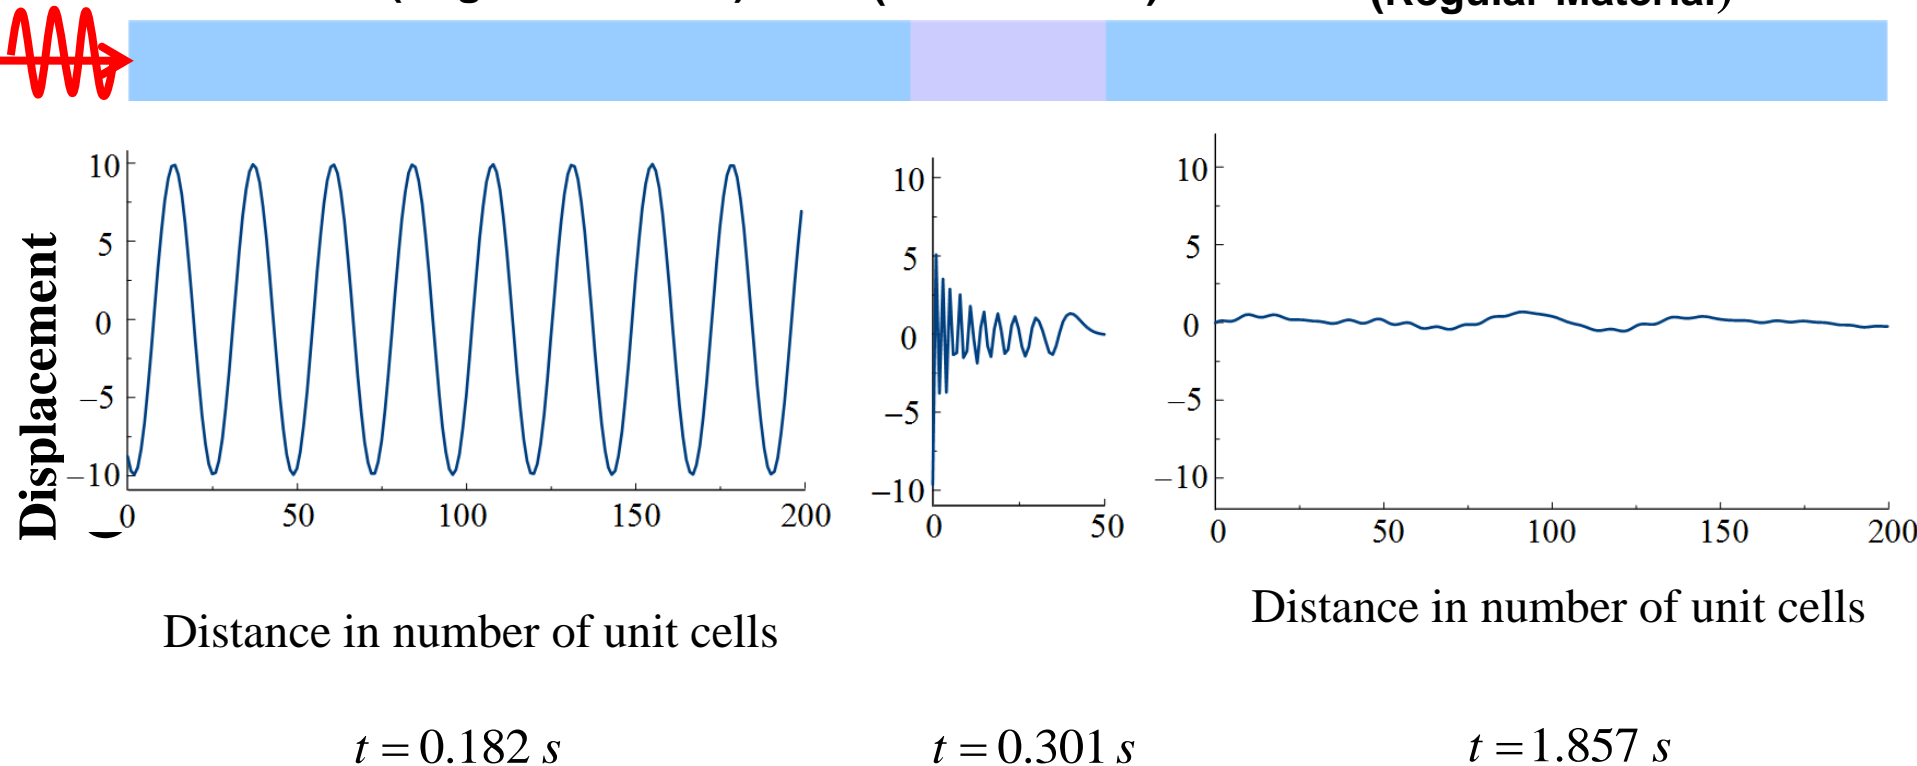 (Regular Material)
Displacement
10
5
0
−5
−10
0 50 100 150 200
10
5
0
−5
−10
0 50
10
5
0
−5
−10
0 50 100 150 200
Distance in number of unit cells
Distance in number of unit cells
t = 0.182 s
t = 0.301 s
t = 1.857 s